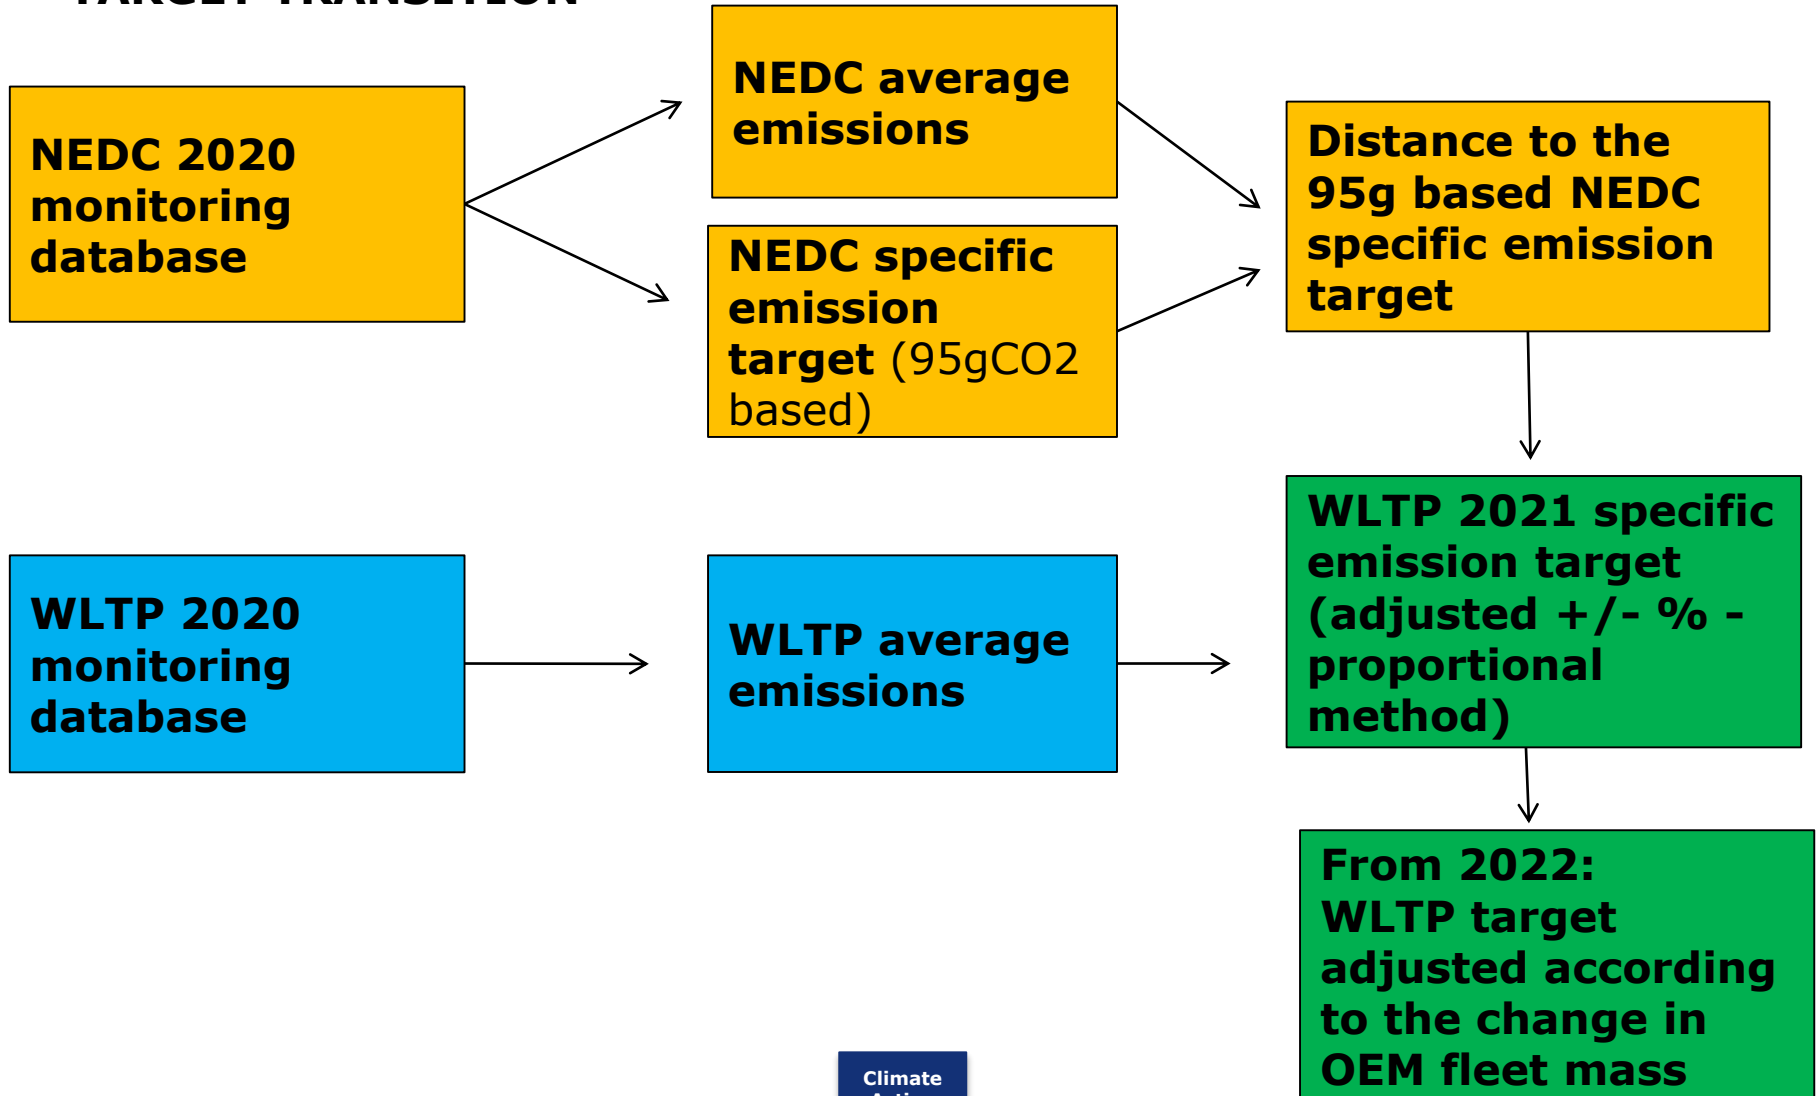 TARGET TRANSITION
NEDC 2020
monitoring
database
NEDC average
emissions
NEDC specific
emission
target (95gCO2
based)
Distance to the
95g based NEDC
specific emission
target
WLTP 2020
monitoring
database
WLTP average
emissions
WLTP 2021 specific
emission target
(adjusted +/- % -
proportional
method)
From 2022:
WLTP target
adjusted according
to the change in
OEM fleet mass
Climate